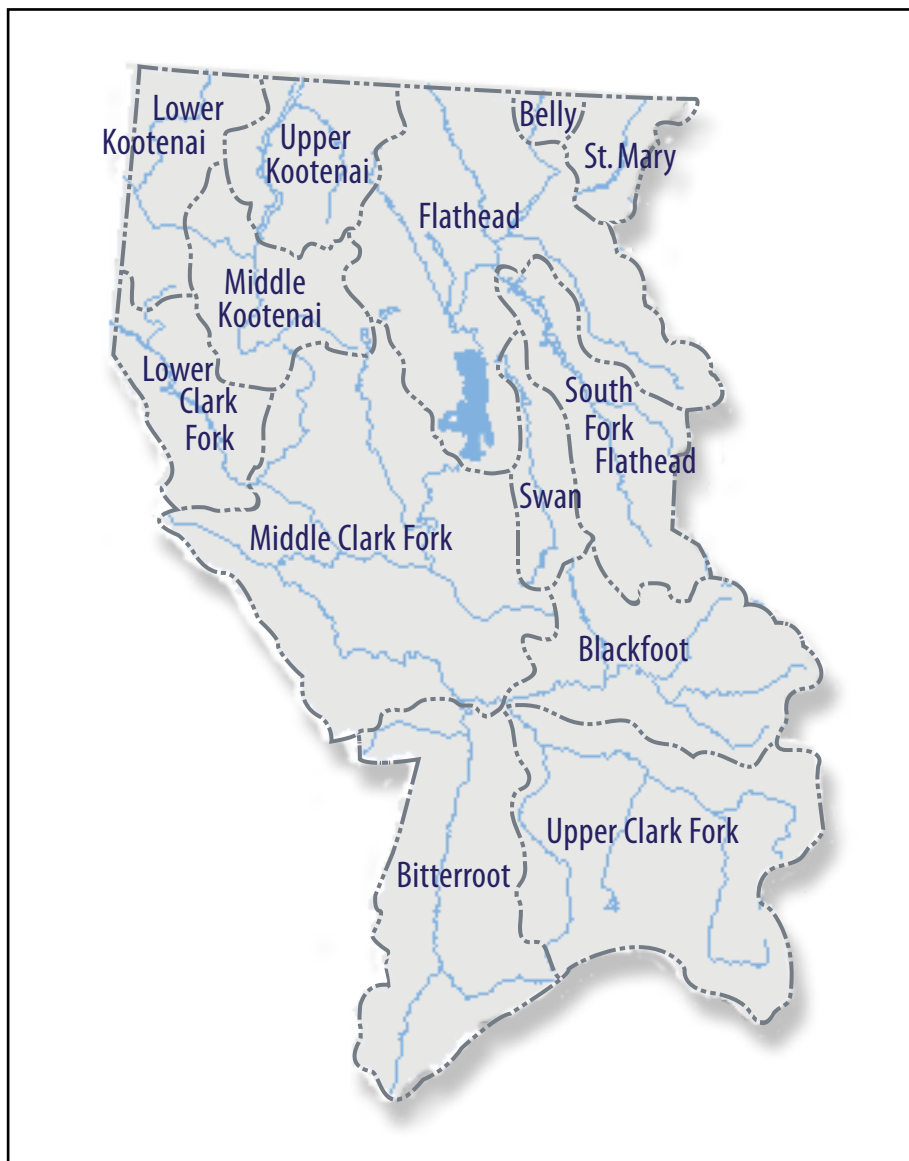 Lower
Kootenai
Upper
Kootenai
Belly
St. Mary
Flathead
Middle
Kootenai
Lower
Clark
Fork
South
Fork
Flathead
Swan
Middle Clark Fork
Blackfoot
Upper Clark Fork
Bitterroot